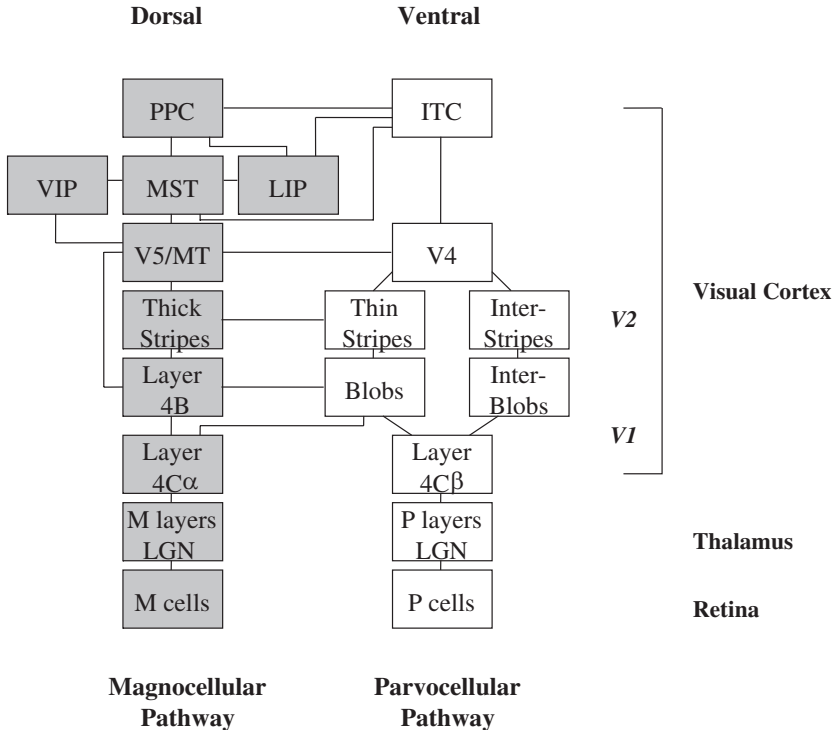 Dorsal
Ventral
PPC
ITC
VIP
MST
LIP
V5/MT
V4
Visual Cortex
Thick
Stripes
Thin
Stripes
Inter-
Stripes
V2
Layer
4B
Blobs
Inter-
Blobs
V1
Layer
4Cα
Layer
4Cβ
M layers
LGN
P layers
LGN
Thalamus
M cells
P cells
Retina
Magnocellular
Pathway
Parvocellular
Pathway